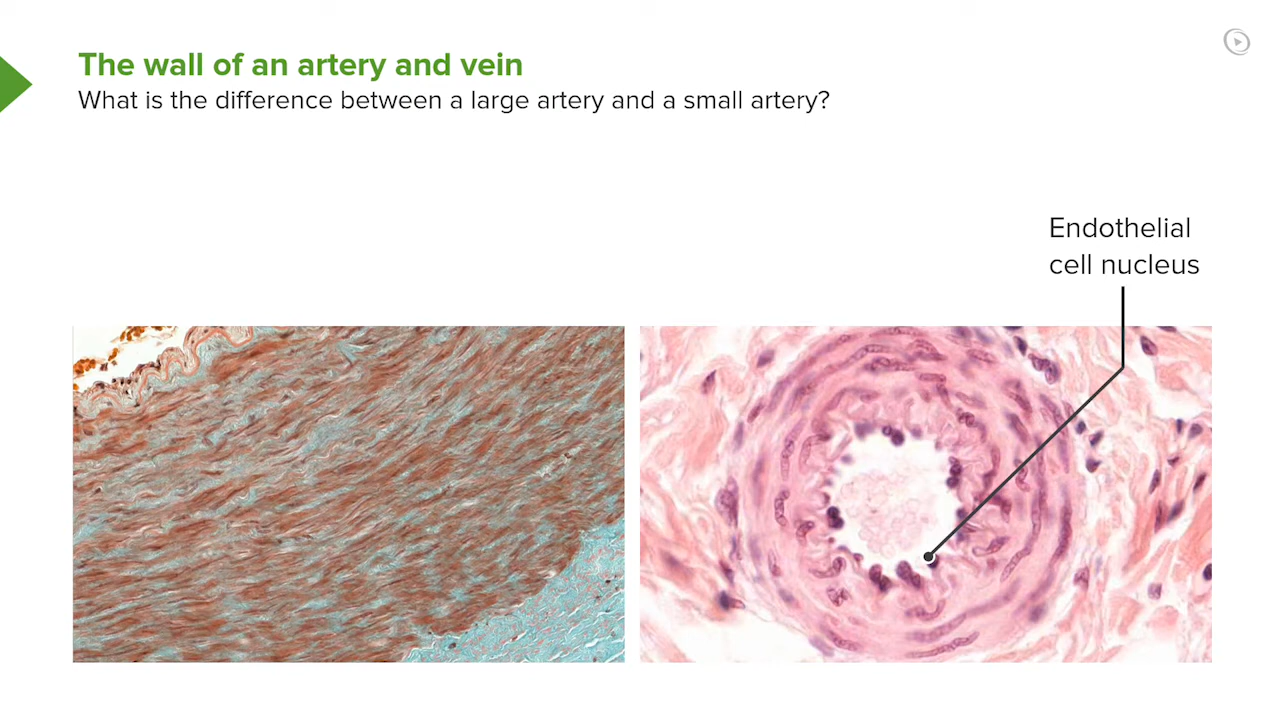 The wall of an artery and vein
What is the difference between a large artery and a small artery?
Endothelial
cell nucleus